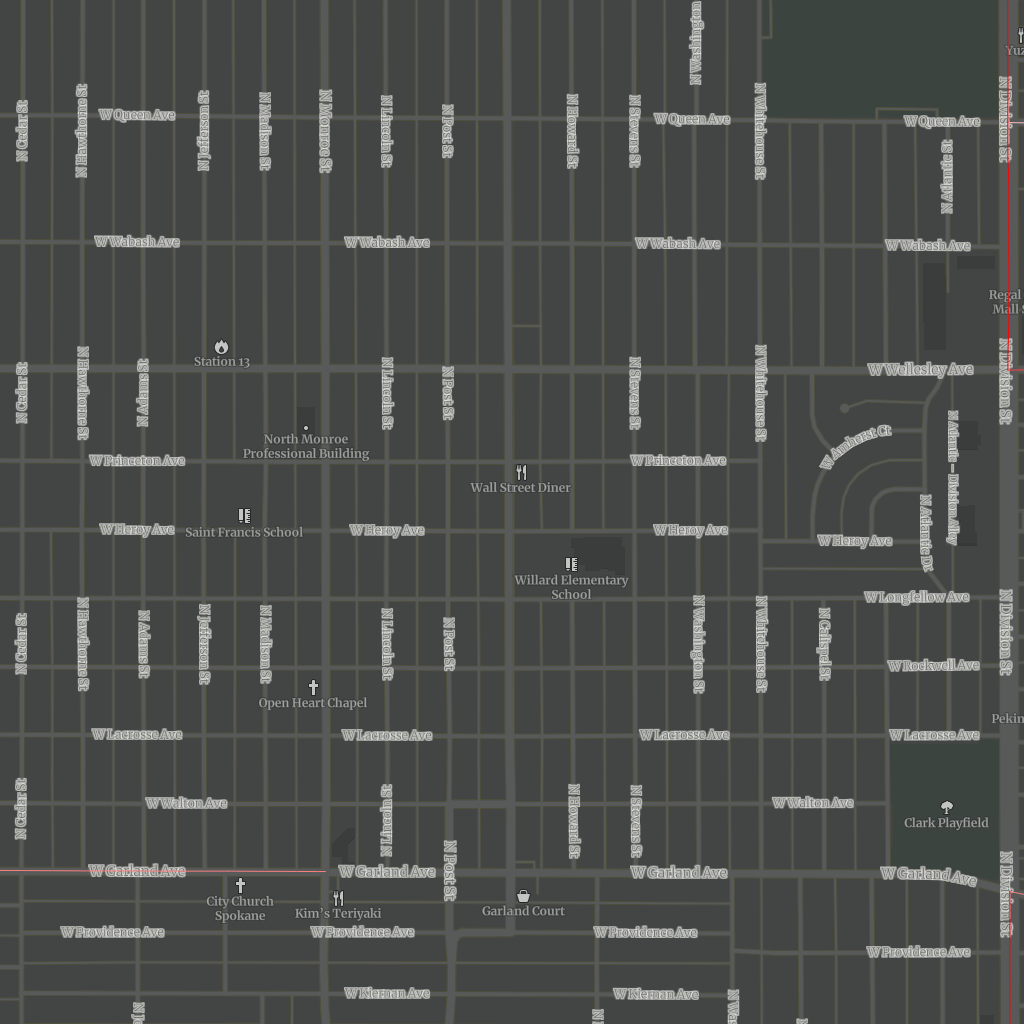 N Washington
Yuz
N Cedar St
N Hawthorne St
W Queen Ave
N Jefferson St
N Madison St
N Monroe St
N Lincoln St
N Post St
N Howard St
N Stevens St
W Queen Ave
N Whitehouse St
W Queen Ave
N Atlantic St
N Division St
W Wabash Ave
W Wabash Ave
W Wabash Ave
W Wabash Ave
Regal
Mall
Station 13
N Cedar St
N Hawthorne St
N Adams St
N Lincoln St
N Post St
N Stevens St
N Whitehouse St
W Wellesley Ave
N Division St
North Monroe
Professional Building
W Amherst Ct
N Atlantic – Division Alley
W Princeton Ave
W Princeton Ave
Wall Street Diner
W Heroy Ave
Saint Francis School
W Heroy Ave
W Heroy Ave
W Heroy Ave
N Atlantic Dr
Willard Elementary
School
W Longfellow Ave
N Cedar St
N Hawthorne St
N Adams St
N Jefferson St
N Madison St
N Lincoln St
N Post St
N Washington St
N Whitehouse St
N Calispel St
N Division St
W Rockwell Ave
Open Heart Chapel
Pekin
W Lacrosse Ave
W Lacrosse Ave
W Lacrosse Ave
W Lacrosse Ave
N Cedar St
W Walton Ave
N Lincoln St
N Howard St
N Stevens St
W Walton Ave
Clark Playfield
N Post St
W Garland Ave
W Garland Ave
W Garland Ave
W Garland Ave
N Division St
City Church
Spokane
Kim's Teriyaki
Garland Court
W Providence Ave
W Providence Ave
W Providence Ave
W Providence Ave
W Kiernan Ave
W Kiernan Ave